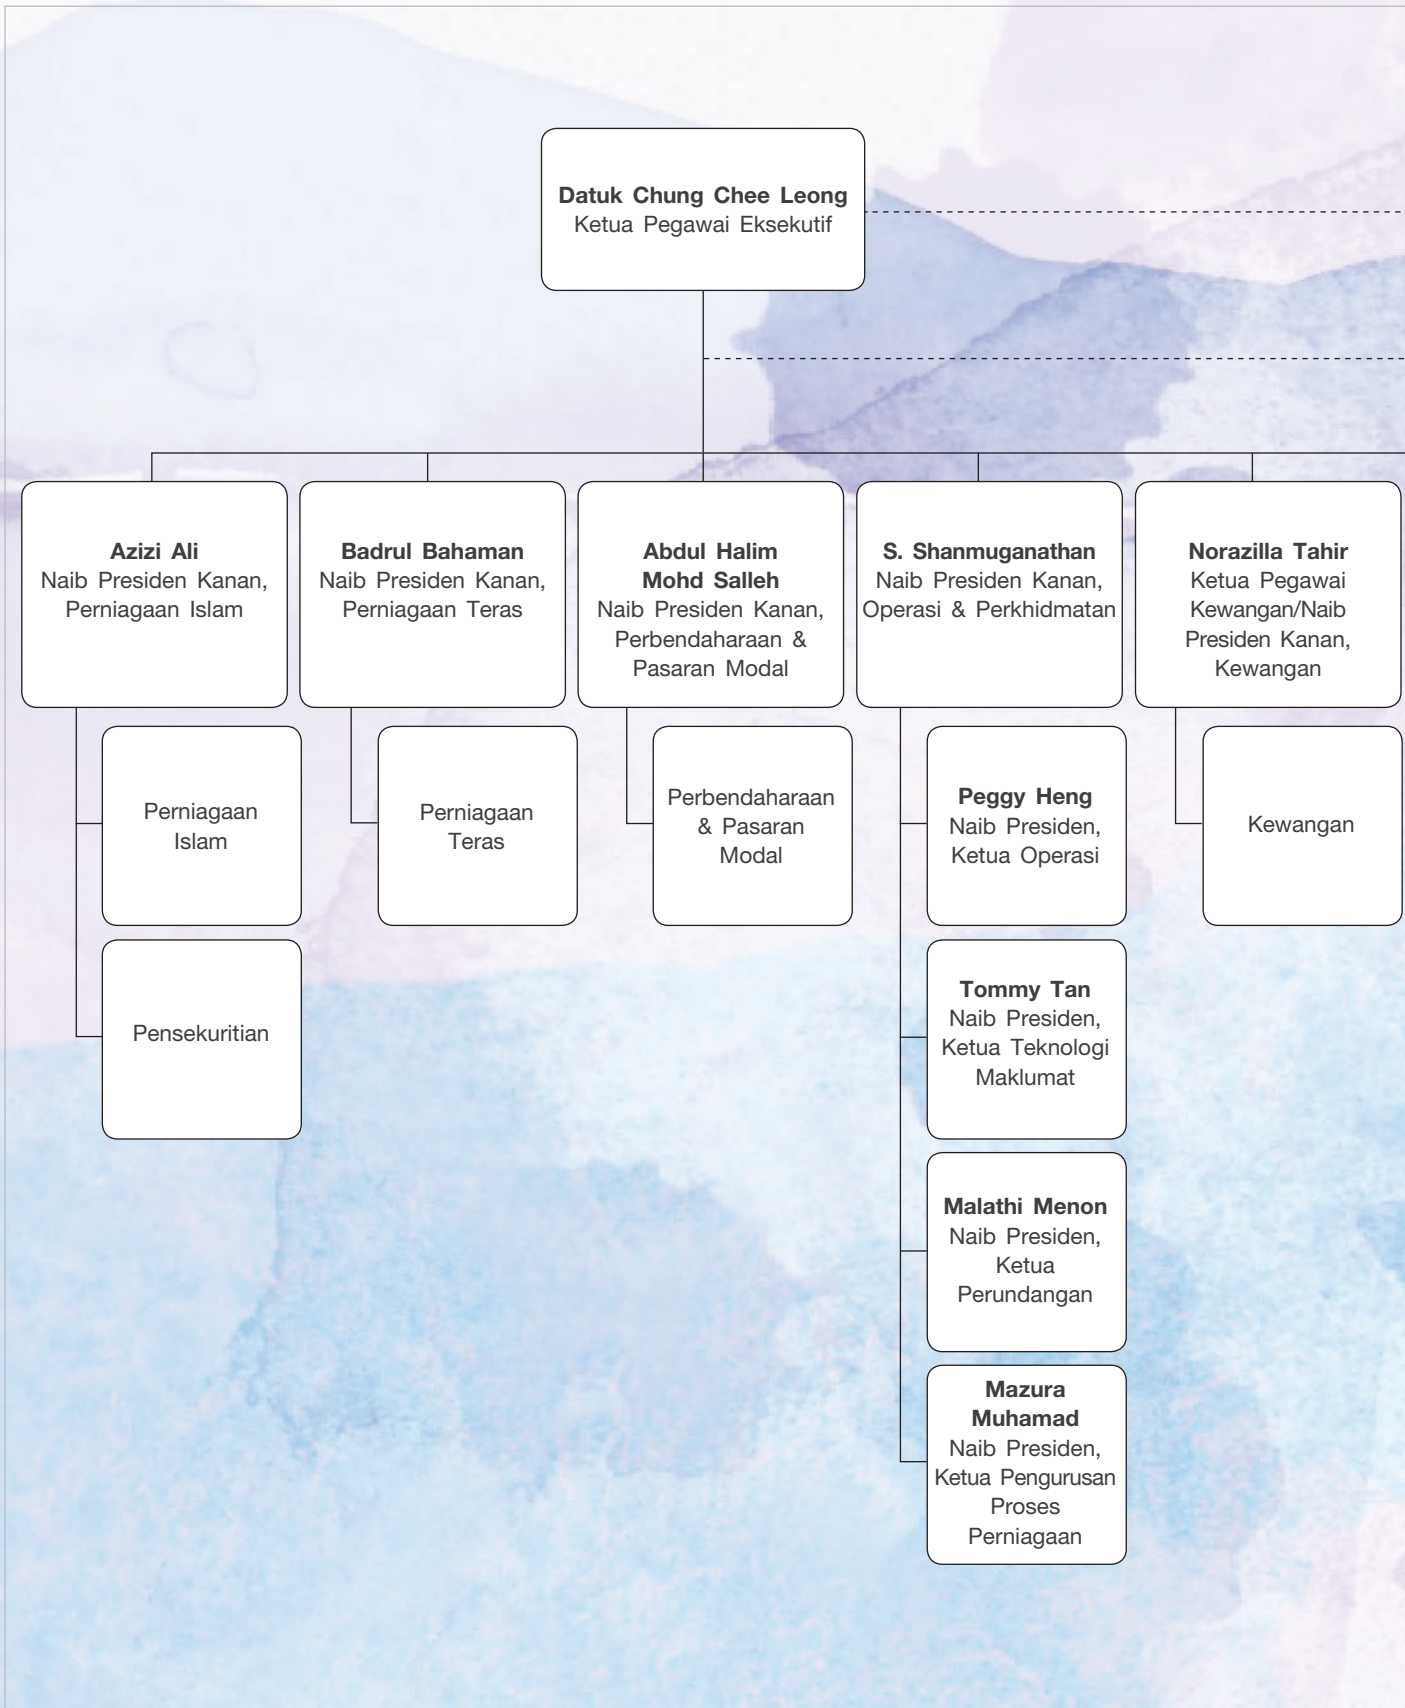 Datuk Chung Chee Leong
Ketua Pegawai Eksekutif
Azizi Ali
Naib Presiden Kanan,
Perniagaan Islam
Badrul Bahaman
Naib Presiden Kanan,
Perniagaan Teras
Abdul Halim
Mohd Salleh
Naib Presiden Kanan,
Perbendaharaan &
Pasaran Modal
S. Shanmuganathan
Naib Presiden Kanan,
Operasi & Perkhidmatan
Norazilla Tahir
Ketua Pegawai
Kewangan/Naib
Presiden Kanan,
Kewangan
Perniagaan
Islam
Perniagaan
Teras
Perbendaharaan
& Pasaran
Modal
Peggy Heng
Naib Presiden,
Ketua Operasi
Kewangan
Pensekuritian
Tommy Tan
Naib Presiden,
Ketua Teknologi
Maklumat
Malathi Menon
Naib Presiden,
Ketua
Perundangan
Mazura
Muhamad
Naib Presiden,
Ketua Pengurusan
Proses
Perniagaan